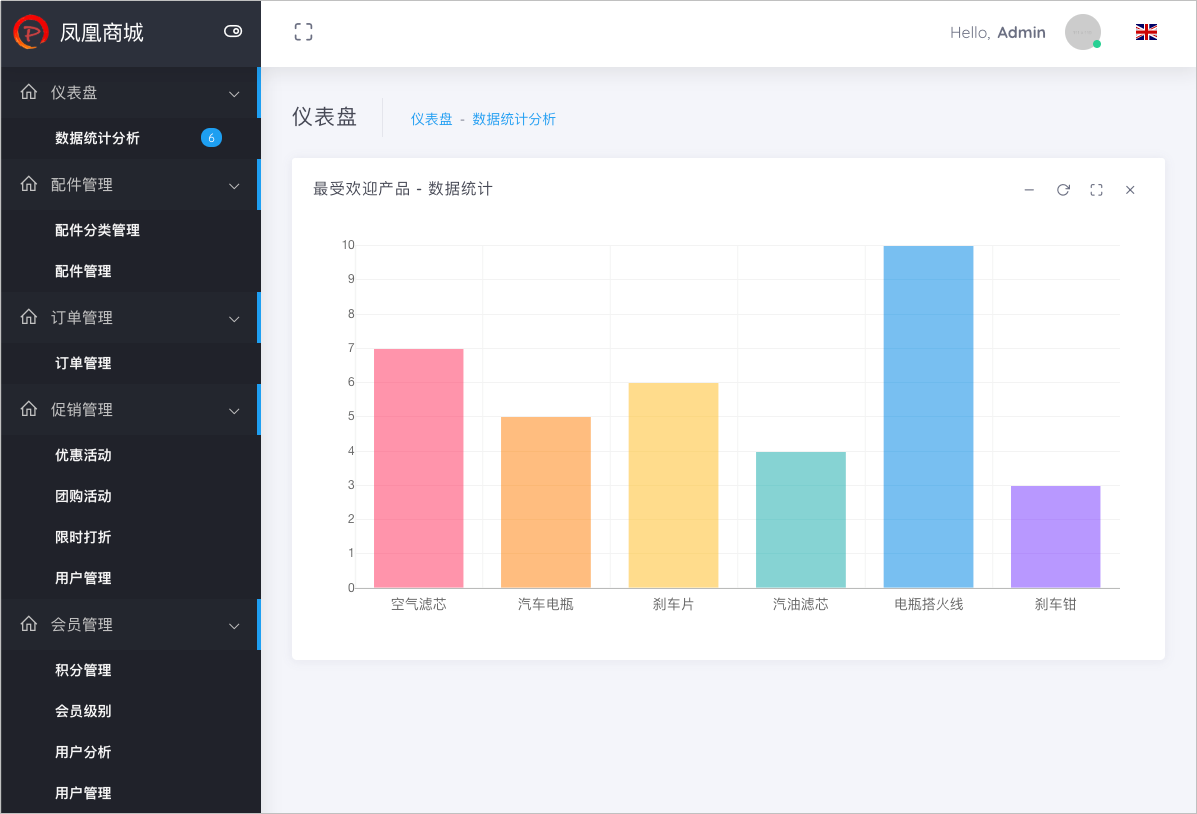 凤凰商城
Hello, Admin
仪表盘
数据统计分析 6
配件管理
配件分类管理
配件管理
订单管理
订单管理
促销管理
优惠活动
团购活动
限时打折
用户管理
会员管理
积分管理
会员级别
用户分析
用户管理
仪表盘
仪表盘 - 数据统计分析
最受欢迎产品 - 数据统计
10
9
8
7
6
5
4
3
2
1
0
空气滤芯 汽车电瓶 刹车片 汽油滤芯 电瓶搭火线 刹车钳